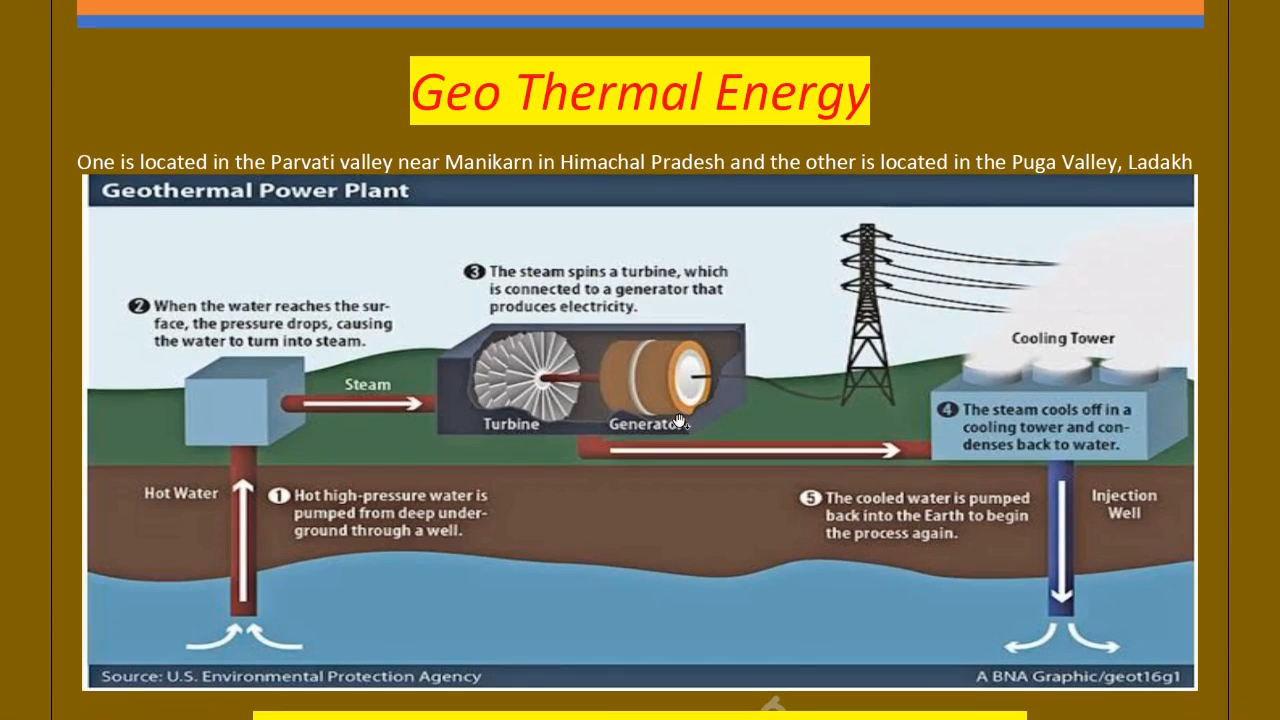 Geo Thermal Energy
One is located in the Parvati valley near Manikarn in Himachal Pradesh and the other is located in the Puga Valley, Ladakh
Geothermal Power Plant
2 When the water reaches the sur-
face, the pressure drops, causing
the water to turn into steam.
3 The steam spins a turbine, which
is connected to a generator that
produces electricity.
Cooling Tower
Steam
Turbine
Generator
4 The steam cools off in a
cooling tower and con-
denses back to water.
Hot Water
1 Hot high-pressure water is
pumped from deep under-
ground through a well.
5 The cooled water is pumped
back into the Earth to begin
the process again.
Injection
Well
Source: U.S. Environmental Protection Agency
A BNA Graphic/geot16g1